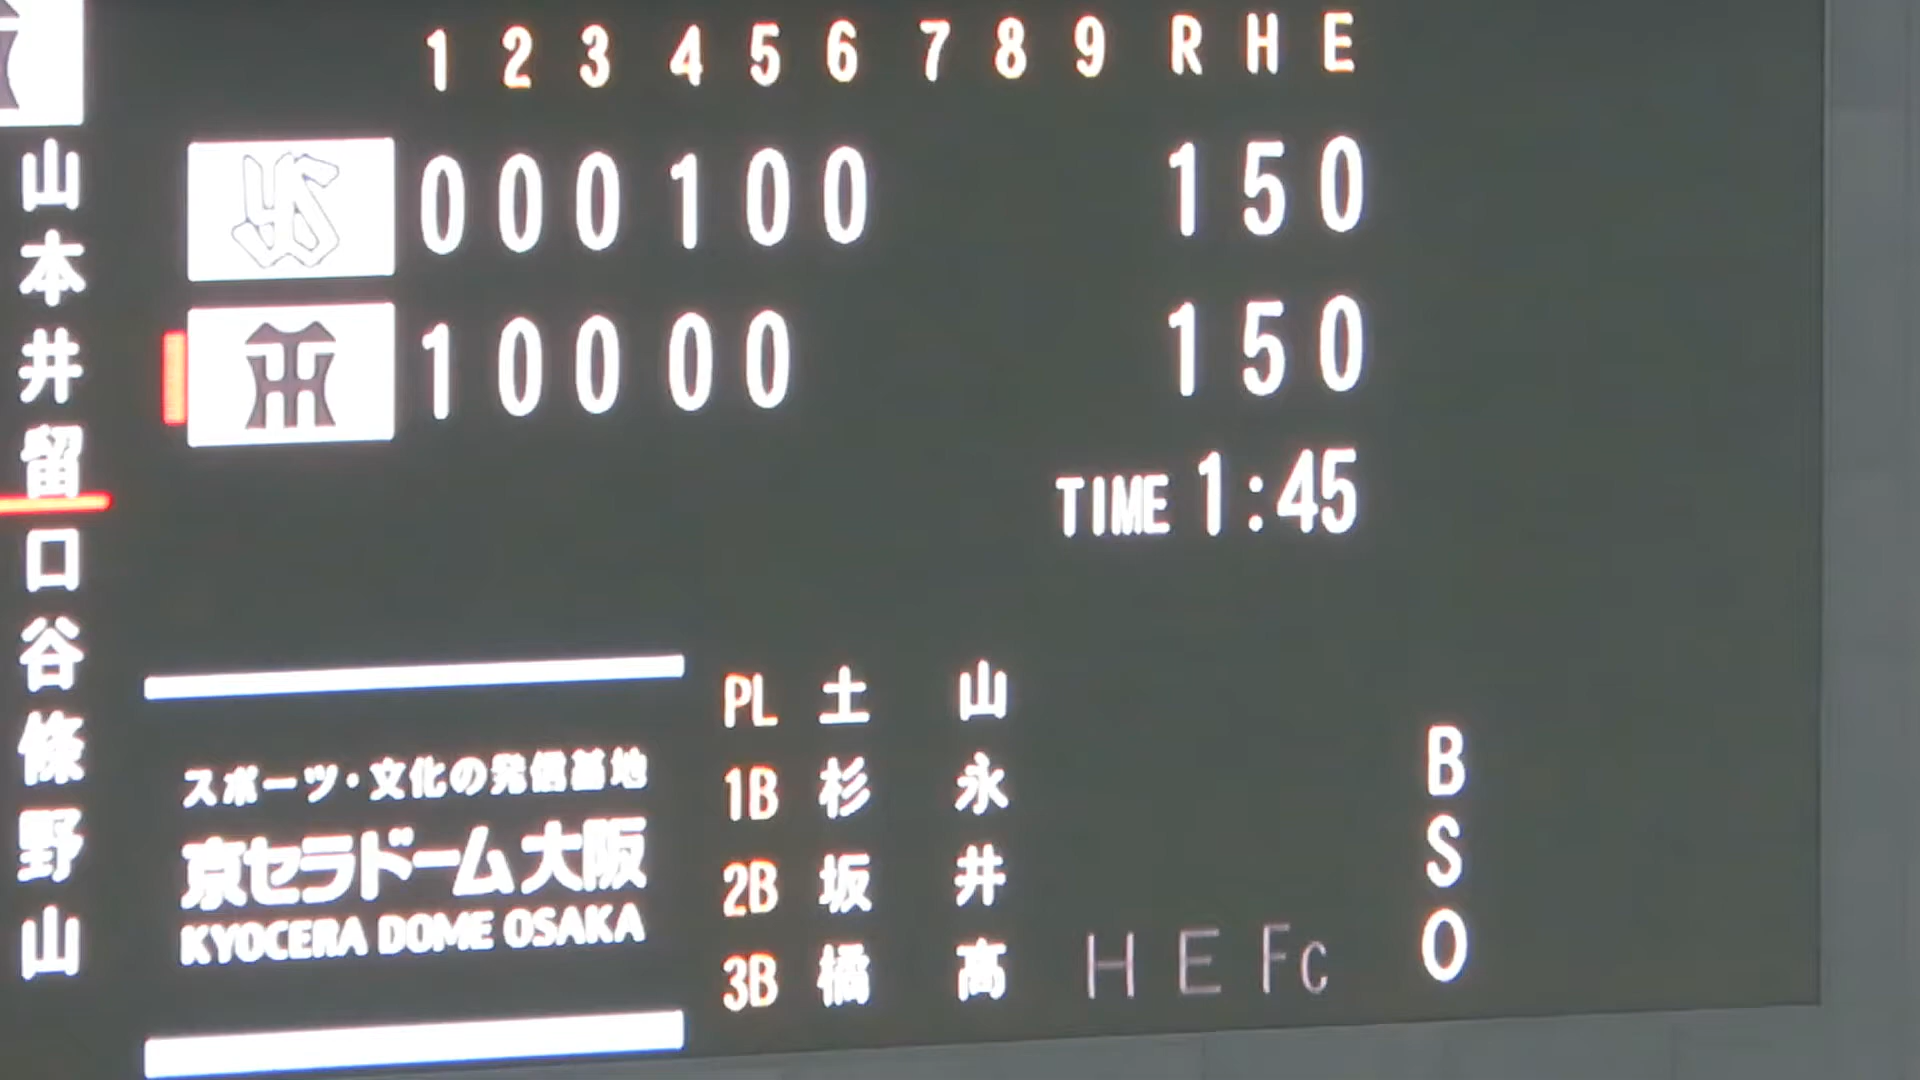 1 2 3 4 5 6 7 8 9 R H E
YS 0 0 0 1 0 0 1 5 0
HT 1 0 0 0 0 1 5 0
TIME 1:45
山
本
井
留
口
谷
條
野
山
スポーツ・文化の発信基地
京セラドーム大阪
KYOCERA DOME OSAKA
PL 土山
1B 杉永
2B 坂井
3B 橘高
H E Fc
B
S
O